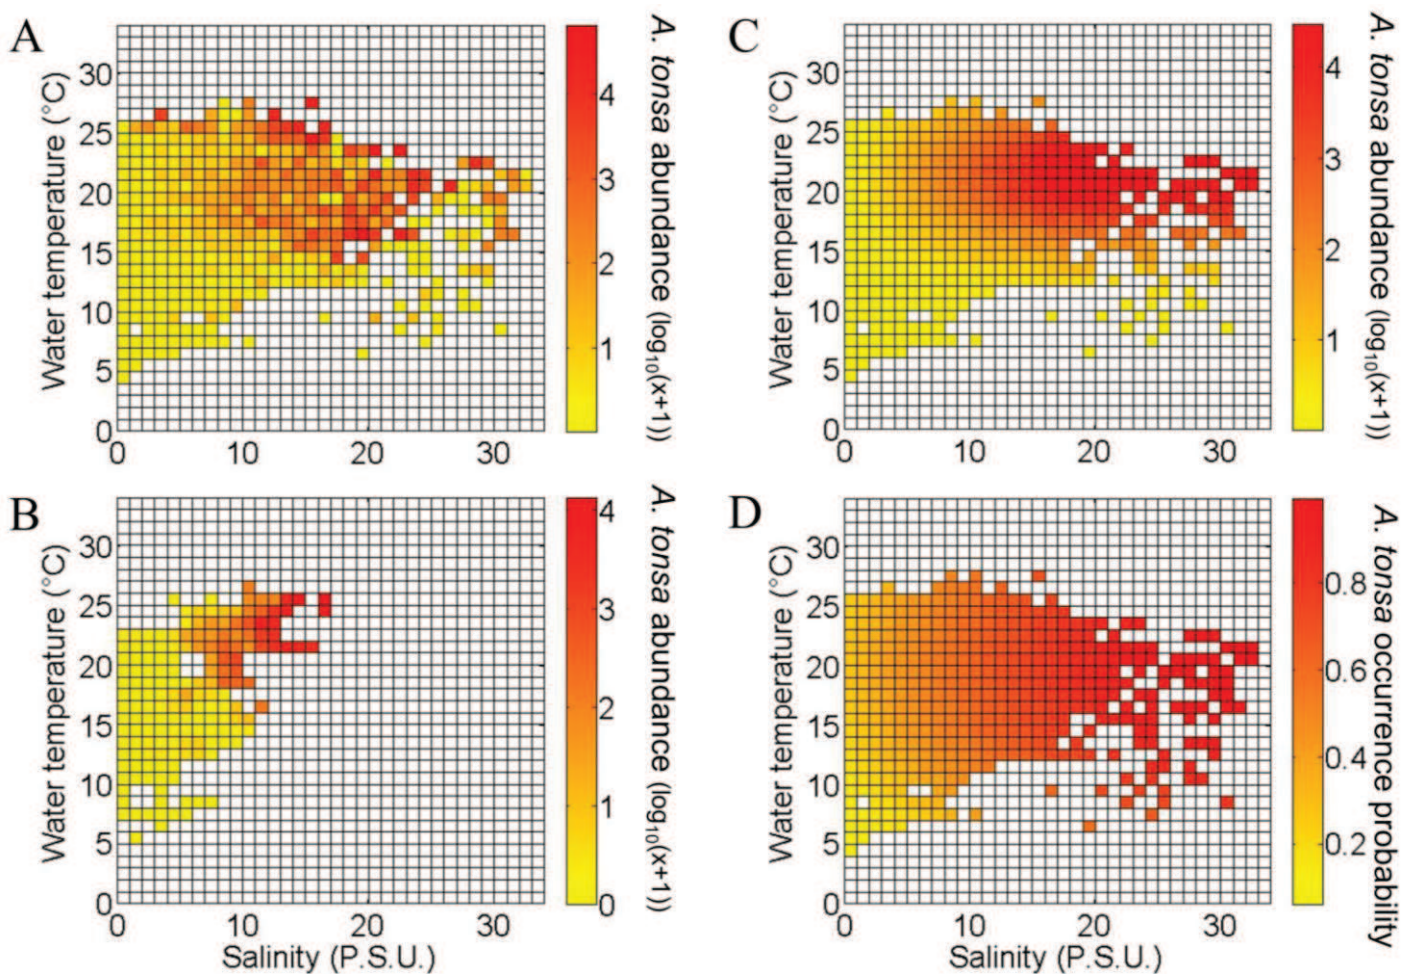 A
Water temperature (°C)
30
25
20
15
10
5
0
0 10 20 30
4
3
2
1
A. tonsa abundance (log10(x+1))
C
Water temperature (°C)
30
25
20
15
10
5
0
0 10 20 30
4
3
2
1
A. tonsa abundance (log10(x+1))
B
Water temperature (°C)
30
25
20
15
10
5
0
0 10 20 30
Salinity (P.S.U.)
4
3
2
1
0
A. tonsa abundance (log10(x+1))
D
Water temperature (°C)
30
25
20
15
10
5
0
0 10 20 30
Salinity (P.S.U.)
0.8
0.6
0.4
0.2
A. tonsa occurrence probability